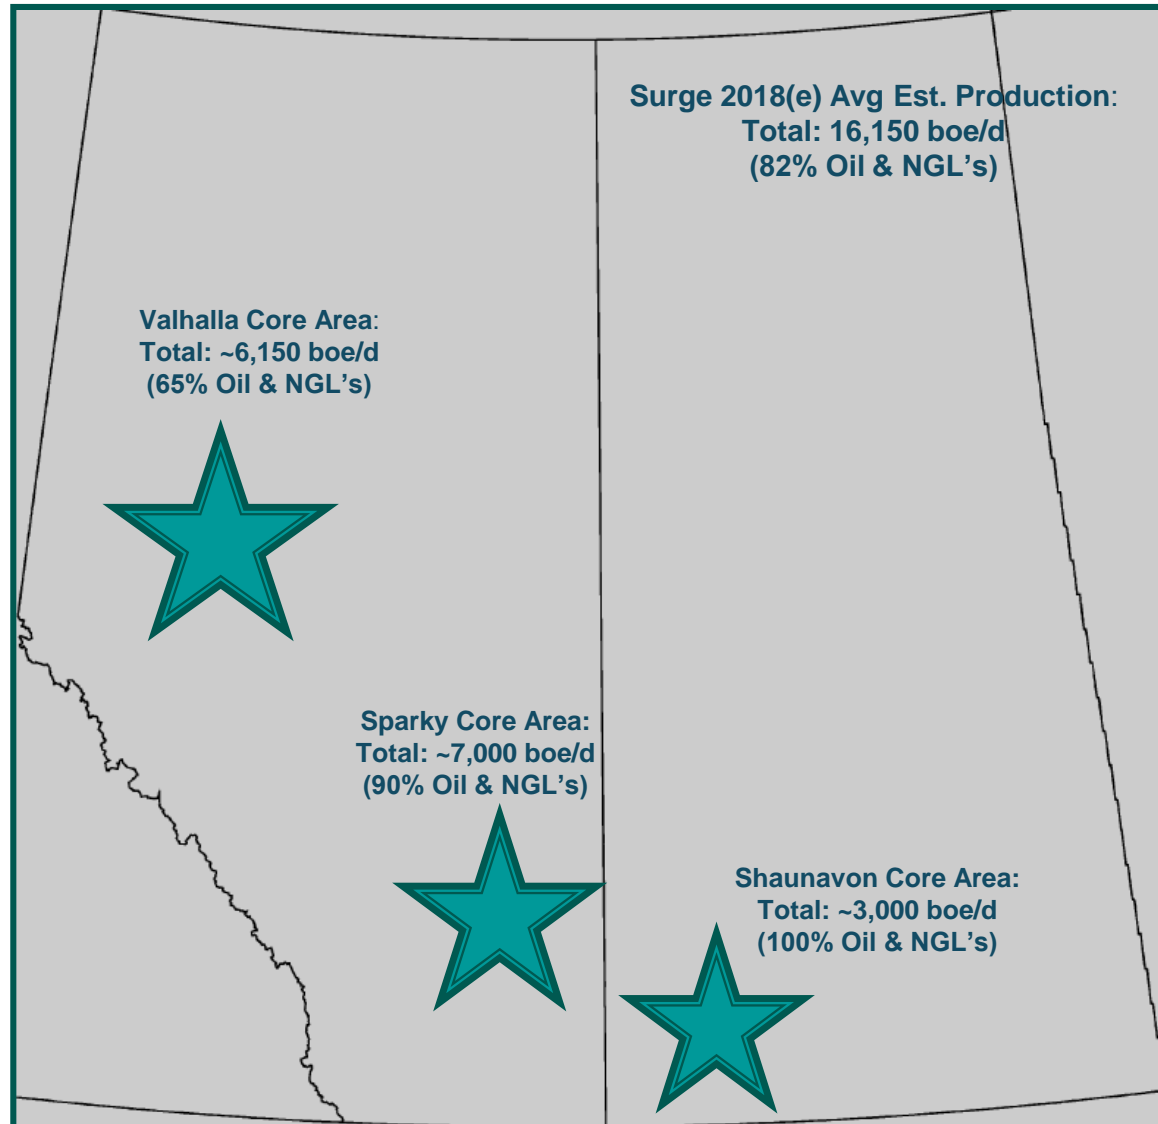 Surge 2018(e) Avg Est. Production:
Total: 16,150 boe/d
(82% Oil & NGL’s)
Valhalla Core Area:
Total: ~6,150 boe/d
(65% Oil & NGL’s)
Sparky Core Area:
Total: ~7,000 boe/d
(90% Oil & NGL’s)
Shaunavon Core Area:
Total: ~3,000 boe/d
(100% Oil & NGL’s)